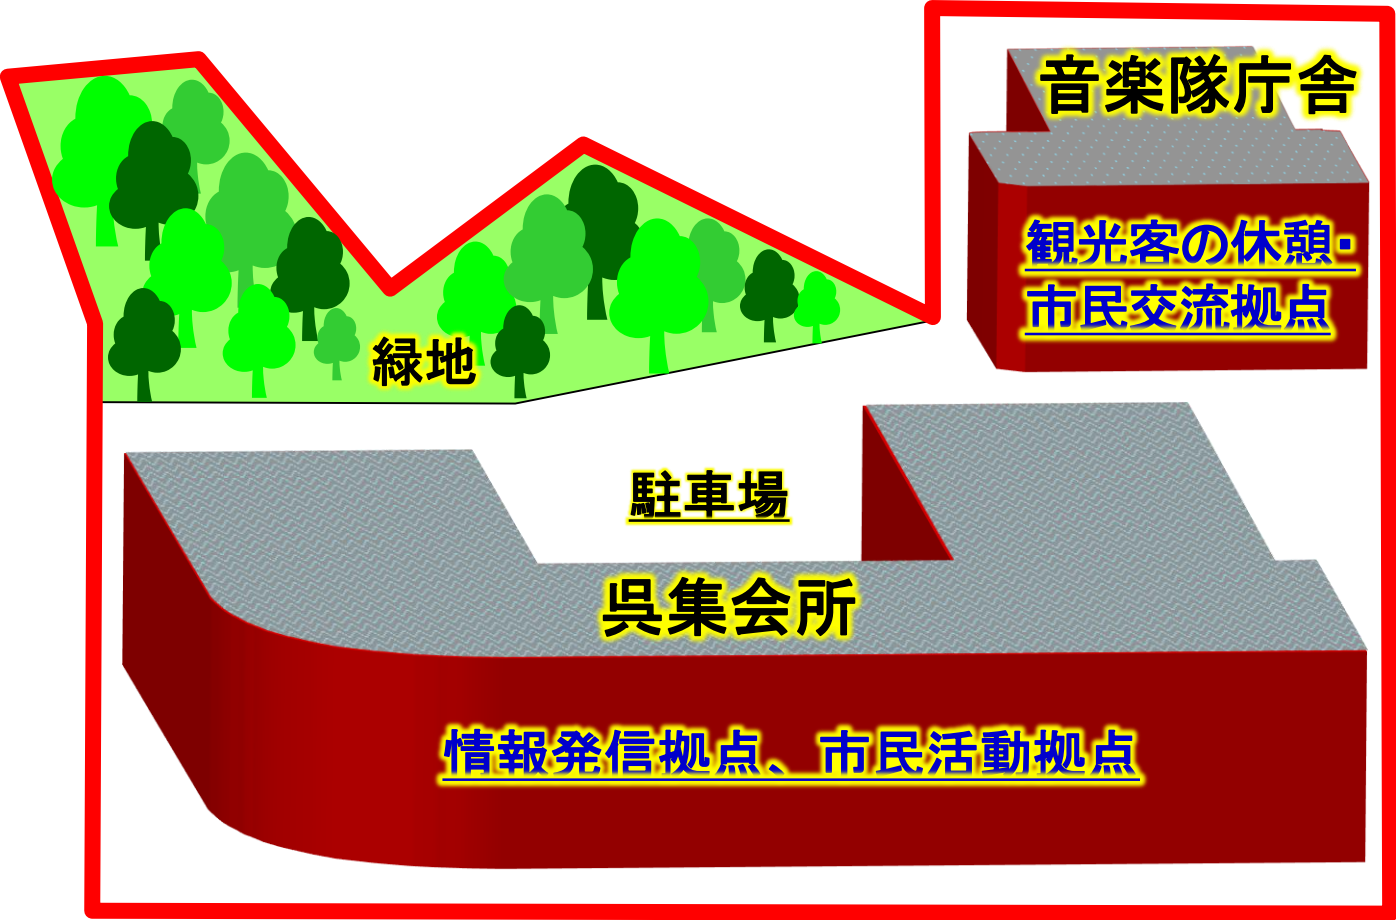 音楽隊庁舎
観光客の休憩・
市民交流拠点
緑地
駐車場
呉集会所
情報発信拠点、市民活動拠点